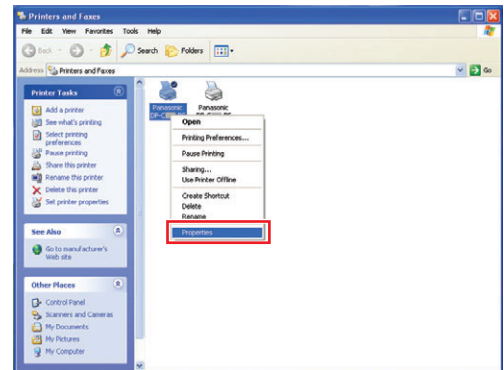 Printers and Faxes
File Edit View Favorites Tools Help
Back Search Folders
Address Printers and Faxes Go
Printer Tasks
Add a printer
See what's printing
Select printing
preferences
Pause printing
Share this printer
Rename this printer
Delete this printer
Set printer properties
See Also
Go to manufacturer's
Web site
Other Places
Control Panel
Scanners and Cameras
My Documents
My Pictures
My Computer
Panasonic Panasonic
Open
Printing Preferences...
Pause Printing
Sharing...
Use Printer Offline
Create Shortcut
Delete
Rename
Properties